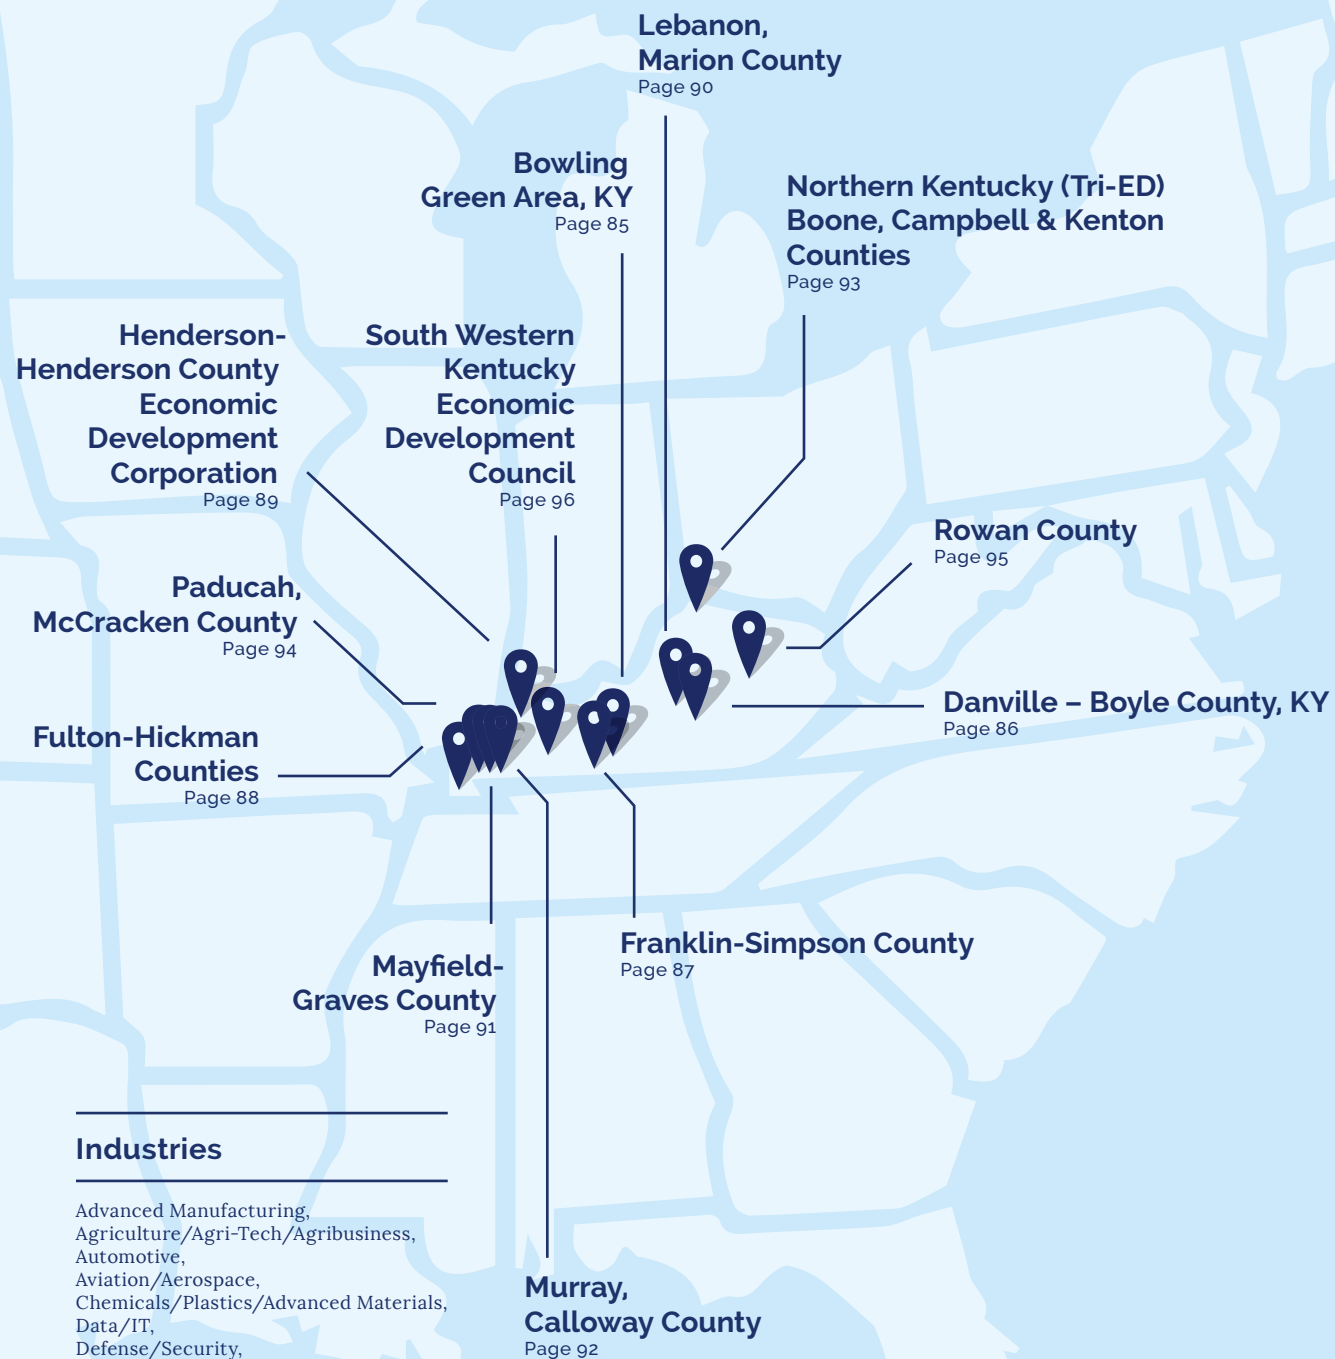 Lebanon,
Marion County
Page 90
Bowling
Green Area, KY
Page 85
Northern Kentucky (Tri-ED)
Boone, Campbell & Kenton
Counties
Page 93
Henderson-
Henderson County
Economic
Development
Corporation
Page 89
South Western
Kentucky
Economic
Development
Council
Page 96
Rowan County
Page 95
Paducah,
McCracken County
Page 94
Danville – Boyle County, KY
Page 86
Fulton-Hickman
Counties
Page 88
Franklin-Simpson County
Page 87
Mayfield-
Graves County
Page 91
Industries
Advanced Manufacturing,
Agriculture/Agri-Tech/Agribusiness,
Automotive,
Aviation/Aerospace,
Chemicals/Plastics/Advanced Materials,
Data/IT,
Defense/Security,
Murray,
Calloway County
Page 92